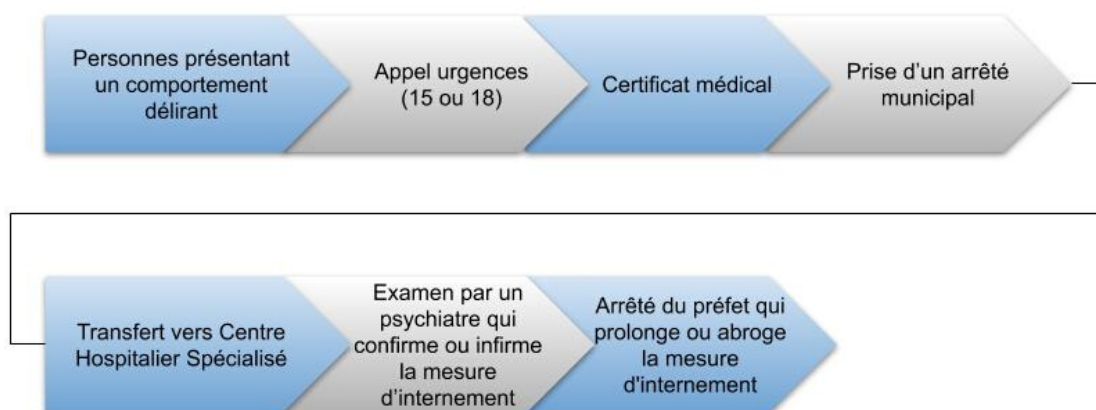 Personnes présentant
un comportement
délirant
Appel urgences
(15 ou 18)
Certificat médical
Prise d’un arrêté
municipal
Transfert vers Centre
Hospitalier Spécialisé
Examen par un
psychiatre qui
confirme ou infirme
la mesure
d’internement
Arrêté du préfet qui
prolonge ou abroge
la mesure
d'internement